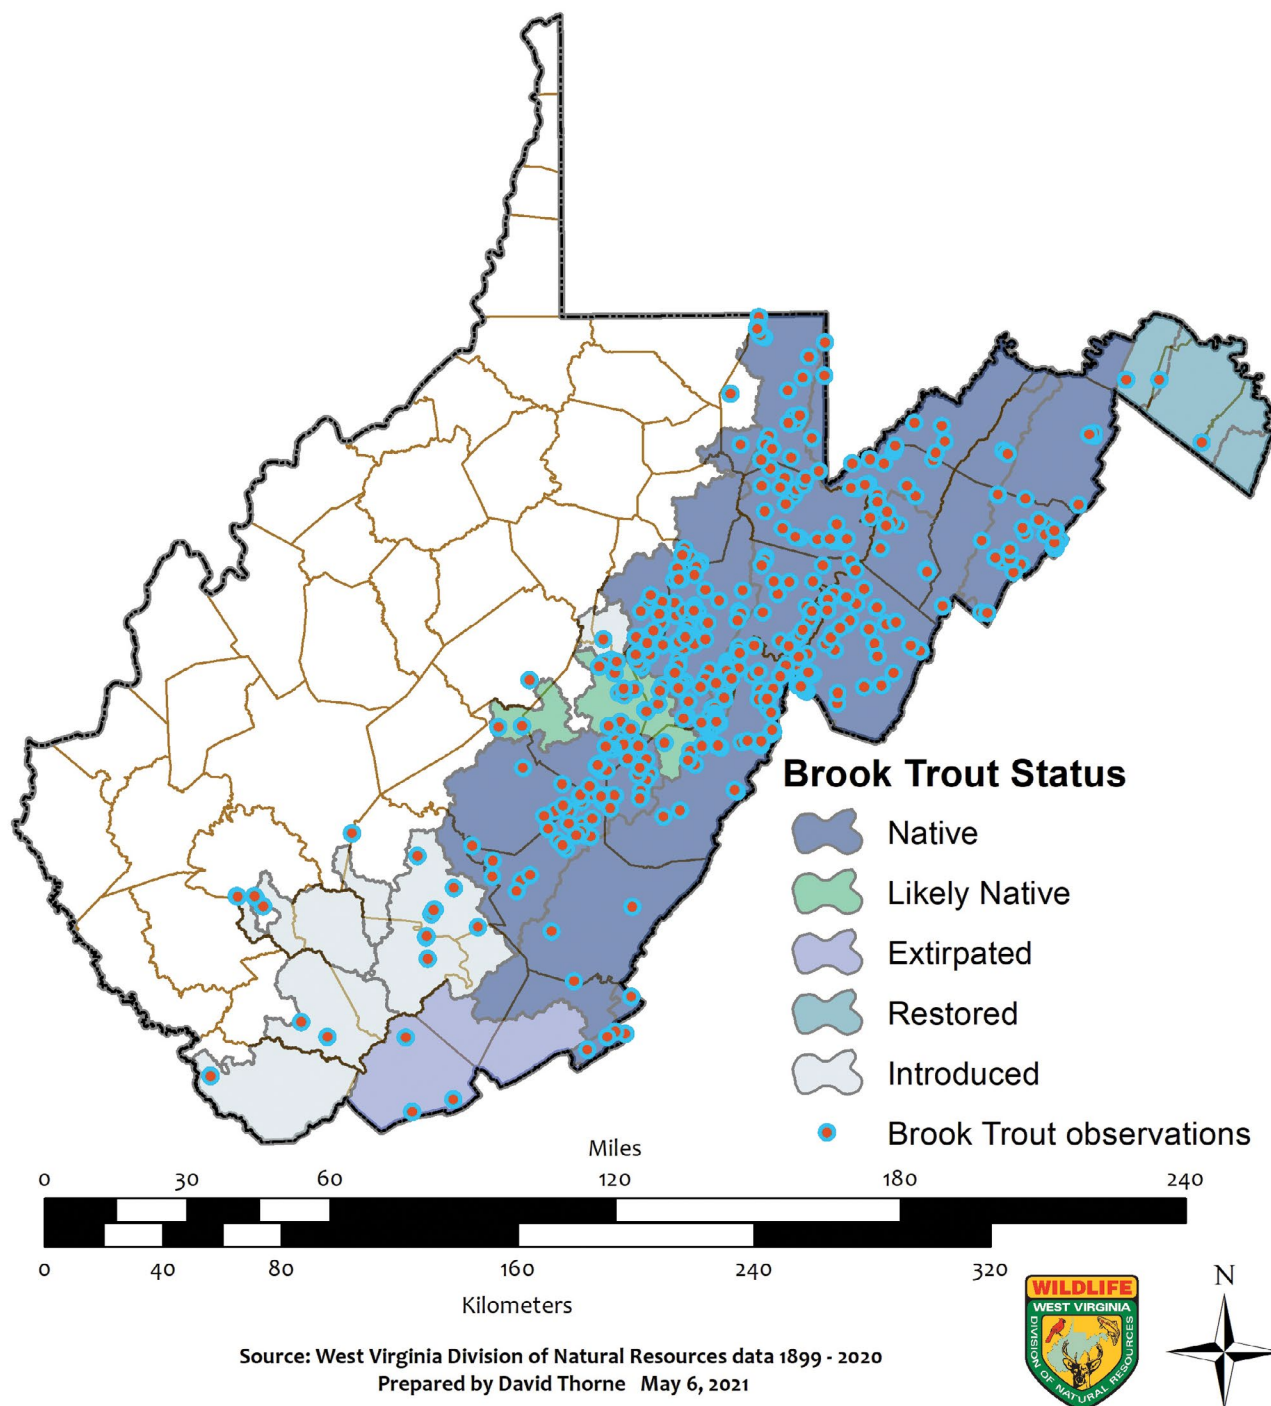 Brook Trout Status
Native
Likely Native
Extirpated
Restored
Introduced
Brook Trout observations
Miles
0 30 60 120 180 240
0 40 80 160 240 320
Kilometers
WILDLIFE
WEST VIRGINIA
DIVISION OF NATURAL RESOURCES
N
Source: West Virginia Division of Natural Resources data 1899 - 2020
Prepared by David Thorne May 6, 2021